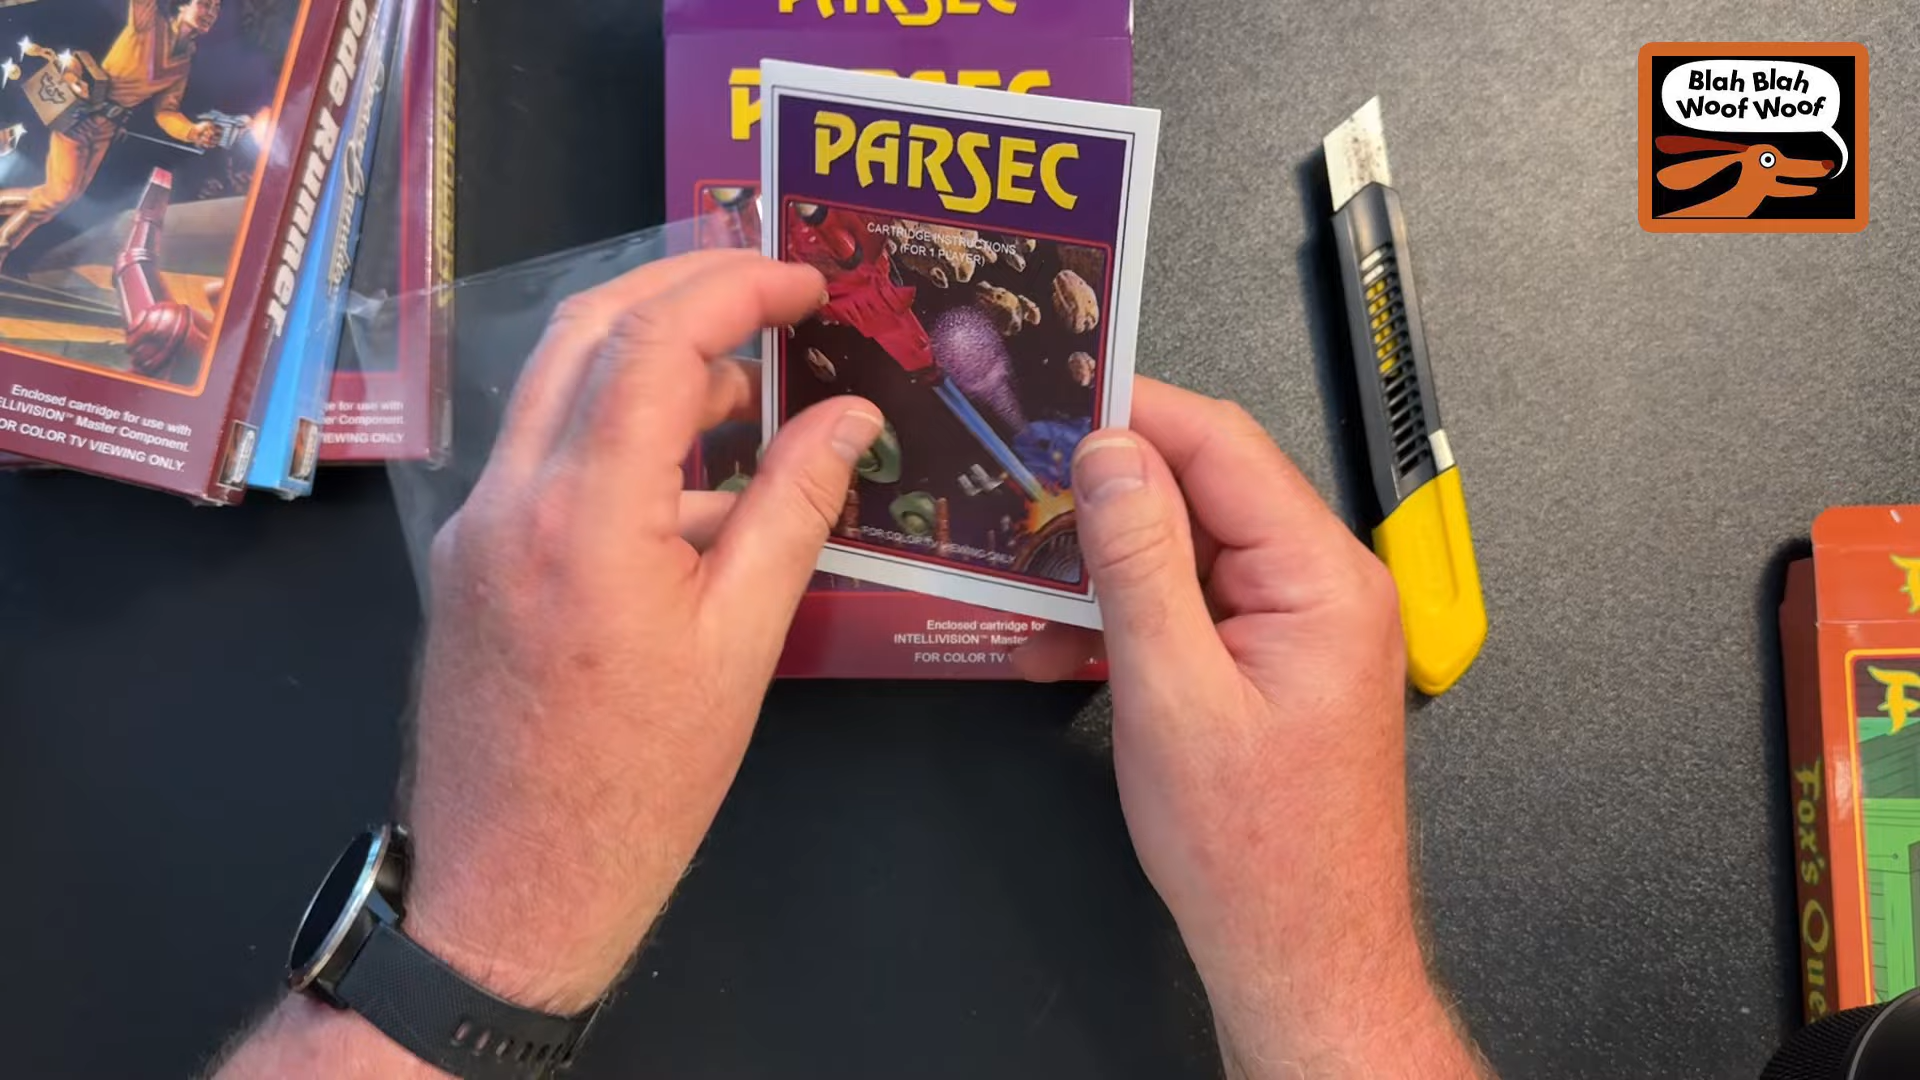 PARSEC
PARSEC
PARSEC
CARTRIDGE INSTRUCTIONS
(FOR 1 PLAYER)
FOR COLOR TV VIEWING ONLY
Enclosed cartridge for
INTELLIVISION™ Master
FOR COLOR TV
Blah Blah
Woof Woof
ode Runner
Enclosed cartridge for use with
ELLIVISION™ Master Component.
OR COLOR TV VIEWING ONLY.
for use with
Component
IEWING ONLY
Fox's Que